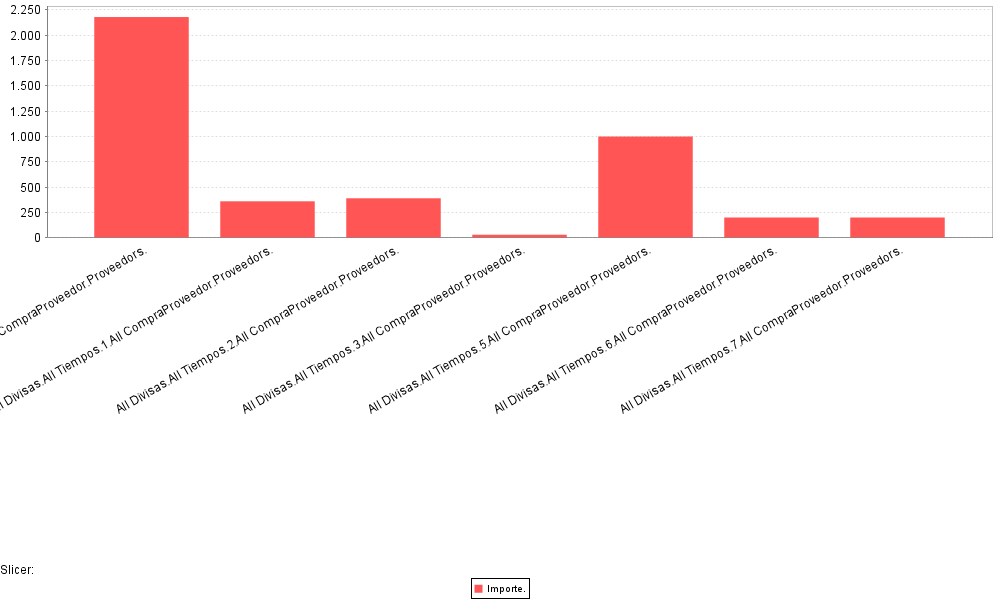 2.250
2.000
1.750
1.500
1.250
1.000
750
500
250
0
CompraProveedor.Proveedors.
Divisas.All Tiempos.1.All CompraProveedor.Proveedors.
All Divisas.All Tiempos.2.All CompraProveedor.Proveedors.
All Divisas.All Tiempos.3.All CompraProveedor.Proveedors.
All Divisas.All Tiempos.5.All CompraProveedor.Proveedors.
All Divisas.All Tiempos.6.All CompraProveedor.Proveedors.
All Divisas.All Tiempos.7.All CompraProveedor.Proveedors.
Slicer:
Importe.